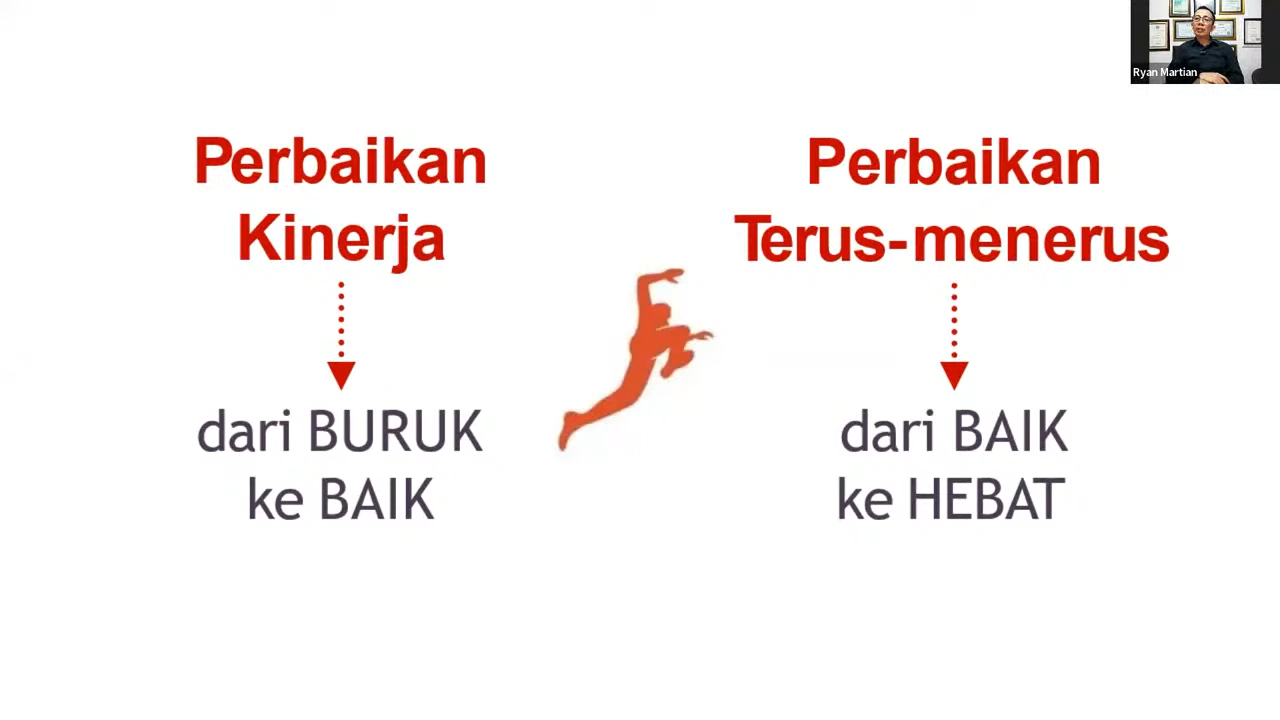 Ryan Martian
Perbaikan
Kinerja
dari BURUK
ke BAIK
Perbaikan
Terus-menerus
dari BAIK
ke HEBAT